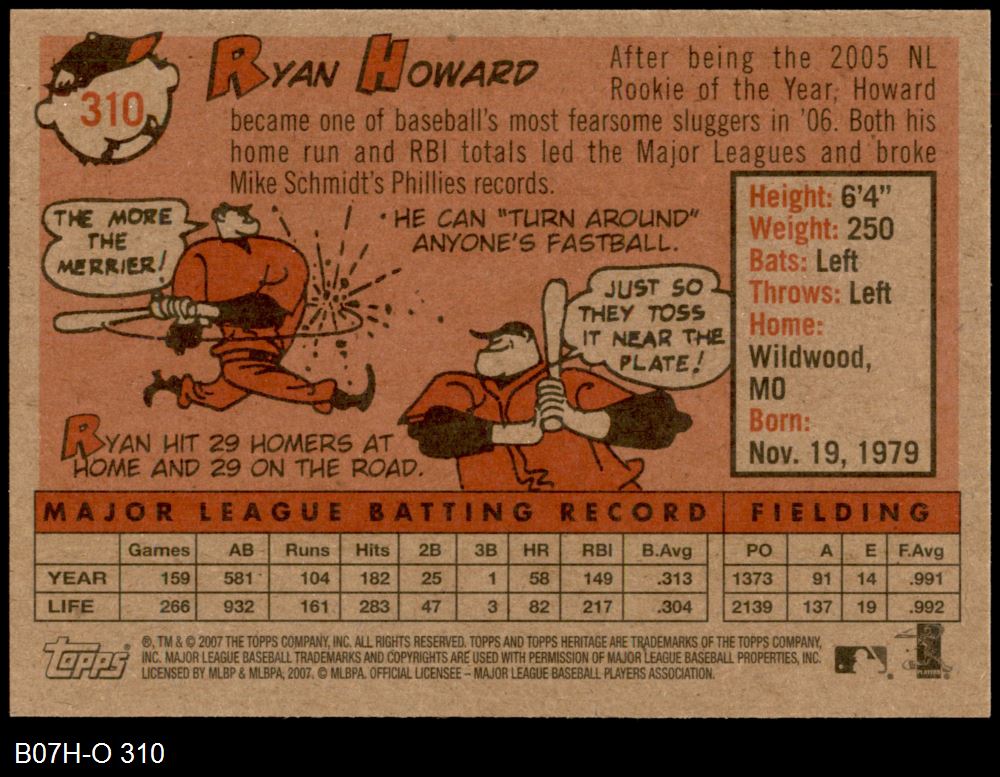 310
RYAN HOWARD
After being the 2005 NL
Rookie of the Year, Howard
became one of baseball's most fearsome sluggers in '06. Both his
home run and RBI totals led the Major Leagues and broke
Mike Schmidt's Phillies records.
THE MORE
THE
MERRIER!
HE CAN "TURN AROUND"
ANYONE'S FASTBALL.
JUST SO
THEY TOSS
IT NEAR THE
PLATE!
RYAN HIT 29 HOMERS AT
HOME AND 29 ON THE ROAD.
Height: 6'4"
Weight: 250
Bats: Left
Throws: Left
Home:
Wildwood,
MO
Born:
Nov. 19, 1979
MAJOR LEAGUE BATTING RECORD FIELDING
Games AB Runs Hits 2B 3B HR RBI B.Avg PO A E F.Avg
YEAR 159 581 104 182 25 1 58 149 .313 1373 91 14 .991
LIFE 266 932 161 283 47 3 82 217 .304 2139 137 19 .992
Topps
®, TM & © 2007 THE TOPPS COMPANY, INC. ALL RIGHTS RESERVED. TOPPS AND TOPPS HERITAGE ARE TRADEMARKS OF THE TOPPS COMPANY,
INC. MAJOR LEAGUE BASEBALL TRADEMARKS AND COPYRIGHTS ARE USED WITH PERMISSION OF MAJOR LEAGUE BASEBALL PROPERTIES, INC.
LICENSED BY MLBP & MLBPA, 2007. © MLBPA. OFFICIAL LICENSEE – MAJOR LEAGUE BASEBALL PLAYERS ASSOCIATION.
B07H-O 310